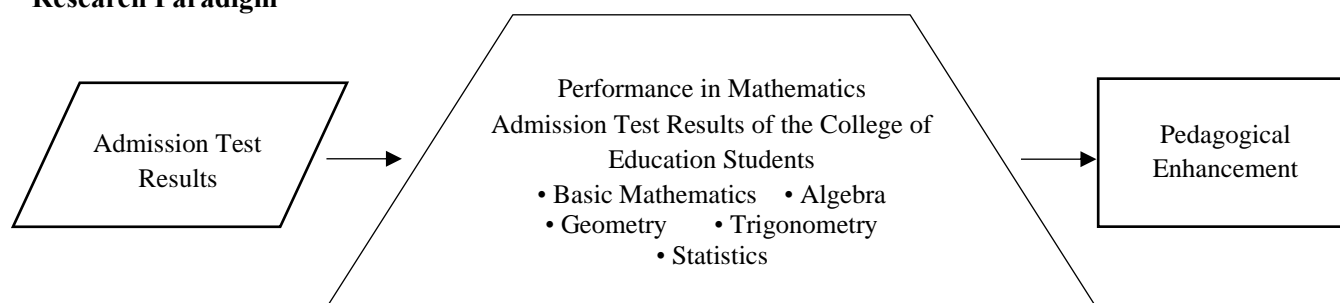 Research Paradigm
Admission Test
Results
Performance in Mathematics
Admission Test Results of the College of
Education Students
• Basic Mathematics • Algebra
• Geometry • Trigonometry
• Statistics
Pedagogical
Enhancement